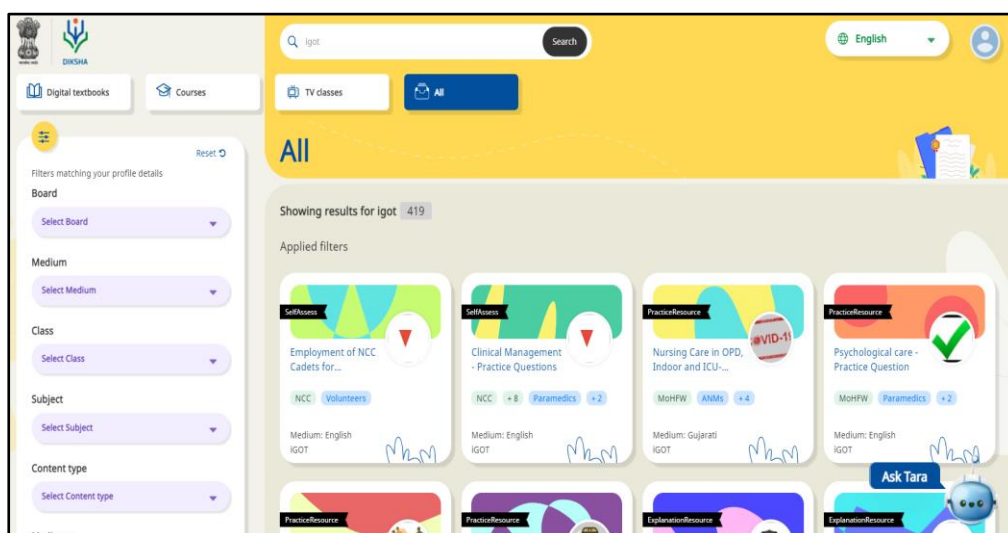 DIKSHA
igot
Search
English
Digital textbooks
Courses
TV classes
All
Reset
Filters matching your profile details
Board
Select Board
Medium
Select Medium
Class
Select Class
Subject
Select Subject
Content type
Select Content type
All
Showing results for igot 419
Applied filters
SelfAssess
Employment of NCC
Cadets for...
NCC Volunteers
Medium: English
iGOT
SelfAssess
Clinical Management
- Practice Questions
NCC + 8 Paramedics + 2
Medium: English
iGOT
PracticeResource
Nursing Care in OPD,
Indoor and ICU-...
MoHFW ANMs + 4
Medium: Gujarati
iGOT
PracticeResource
Psychological care -
Practice Question
MoHFW Paramedics + 2
Medium: English
iGOT
Ask Tara
PracticeResource
PracticeResource
ExplanationResource
ExplanationResource